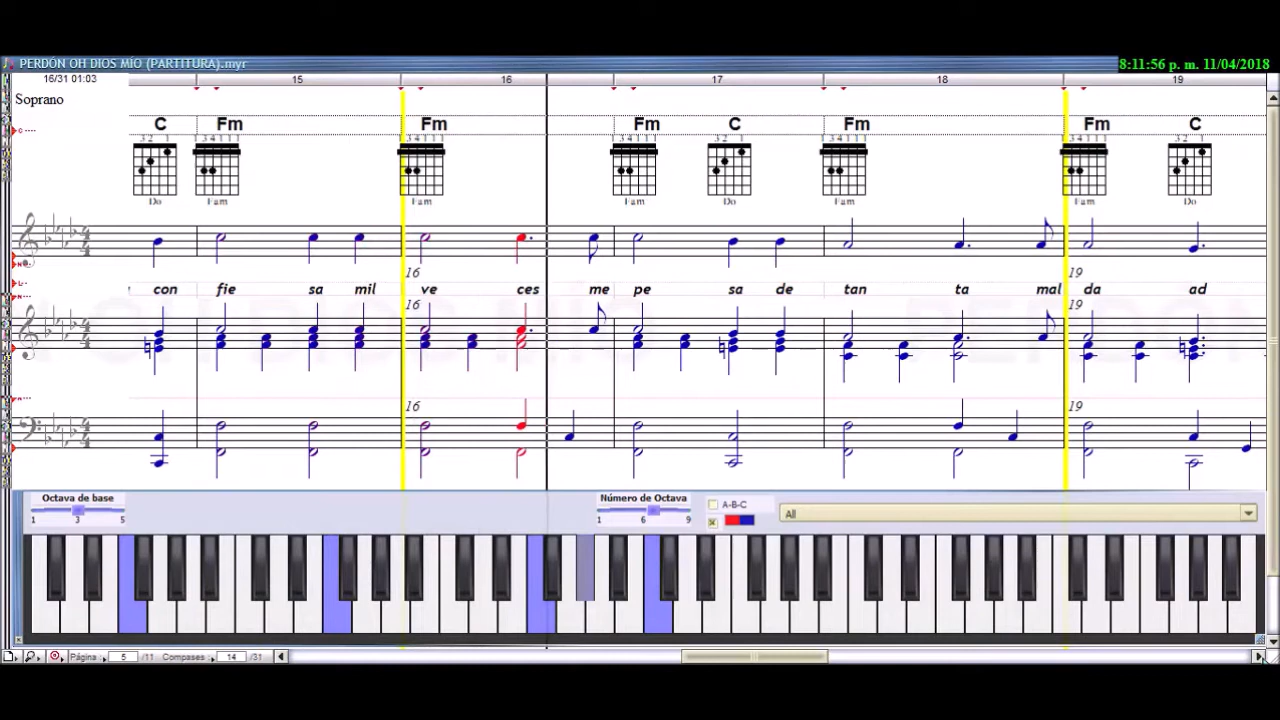 PERDÓN OH DIOS MÍO (PARTITURA).myr
8:11:56 p. m. 11/04/2018
16/31 01:03 15 16 17 18 19
Soprano
C Fm Fm Fm C Fm Fm C
Do Fam Fam Fam Do Fam Fam Do
16 19
con fie sa mil ve ces me pe sa de tan ta mal da ad
16 19
16 19
Octava de base
1 3 5
Número de Octava
1 6 9
A-B-C
All
Página 5 /11 Compases 14 /31